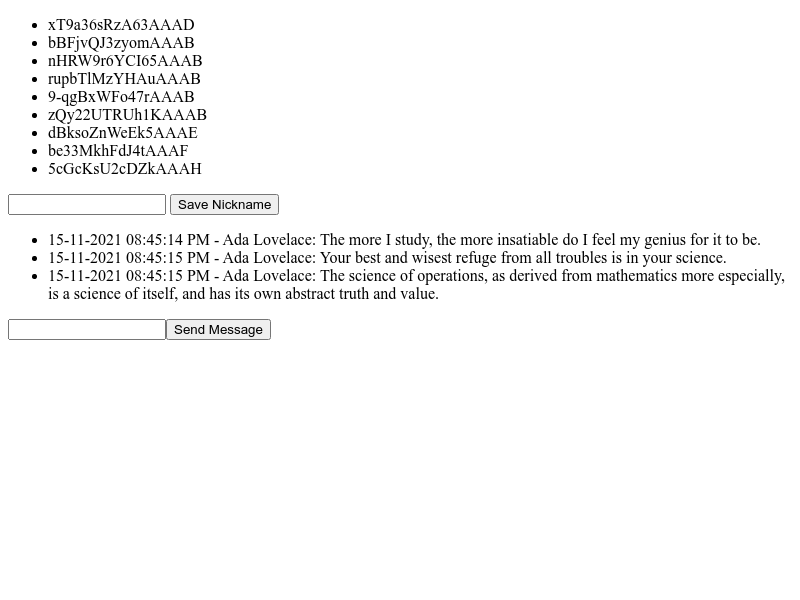 xT9a36sRzA63AAAD
bBFjvQJ3zyomAAAB
nHRW9r6YCI65AAAB
rupbTlMzYHAuAAAB
9-qgBxWFo47rAAAB
zQy22UTRUh1KAAAB
dBksoZnWeEk5AAAE
be33MkhFdJ4tAAAF
5cGcKsU2cDZkAAAH
Save Nickname
15-11-2021 08:45:14 PM - Ada Lovelace: The more I study, the more insatiable do I feel my genius for it to be.
15-11-2021 08:45:15 PM - Ada Lovelace: Your best and wisest refuge from all troubles is in your science.
15-11-2021 08:45:15 PM - Ada Lovelace: The science of operations, as derived from mathematics more especially,
is a science of itself, and has its own abstract truth and value.
Send Message